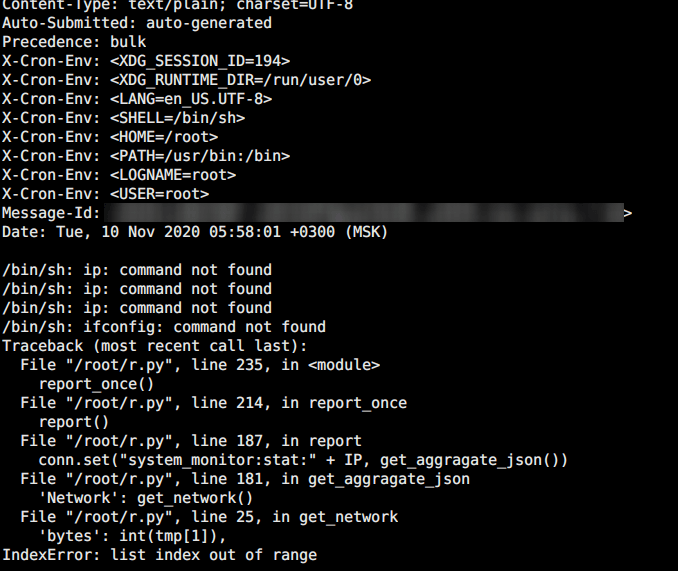 Content-Type: text/plain; charset=UTF-8
Auto-Submitted: auto-generated
Precedence: bulk
X-Cron-Env: <XDG_SESSION_ID=194>
X-Cron-Env: <XDG_RUNTIME_DIR=/run/user/0>
X-Cron-Env: <LANG=en_US.UTF-8>
X-Cron-Env: <SHELL=/bin/sh>
X-Cron-Env: <HOME=/root>
X-Cron-Env: <PATH=/usr/bin:/bin>
X-Cron-Env: <LOGNAME=root>
X-Cron-Env: <USER=root>
Message-Id: >
Date: Tue, 10 Nov 2020 05:58:01 +0300 (MSK)
/bin/sh: ip: command not found
/bin/sh: ip: command not found
/bin/sh: ip: command not found
/bin/sh: ifconfig: command not found
Traceback (most recent call last):
  File "/root/r.py", line 235, in <module>
    report_once()
  File "/root/r.py", line 214, in report_once
    report()
  File "/root/r.py", line 187, in report
    conn.set("system_monitor:stat:" + IP, get_aggragate_json())
  File "/root/r.py", line 181, in get_aggragate_json
    'Network': get_network()
  File "/root/r.py", line 25, in get_network
    'bytes': int(tmp[1]),
IndexError: list index out of range